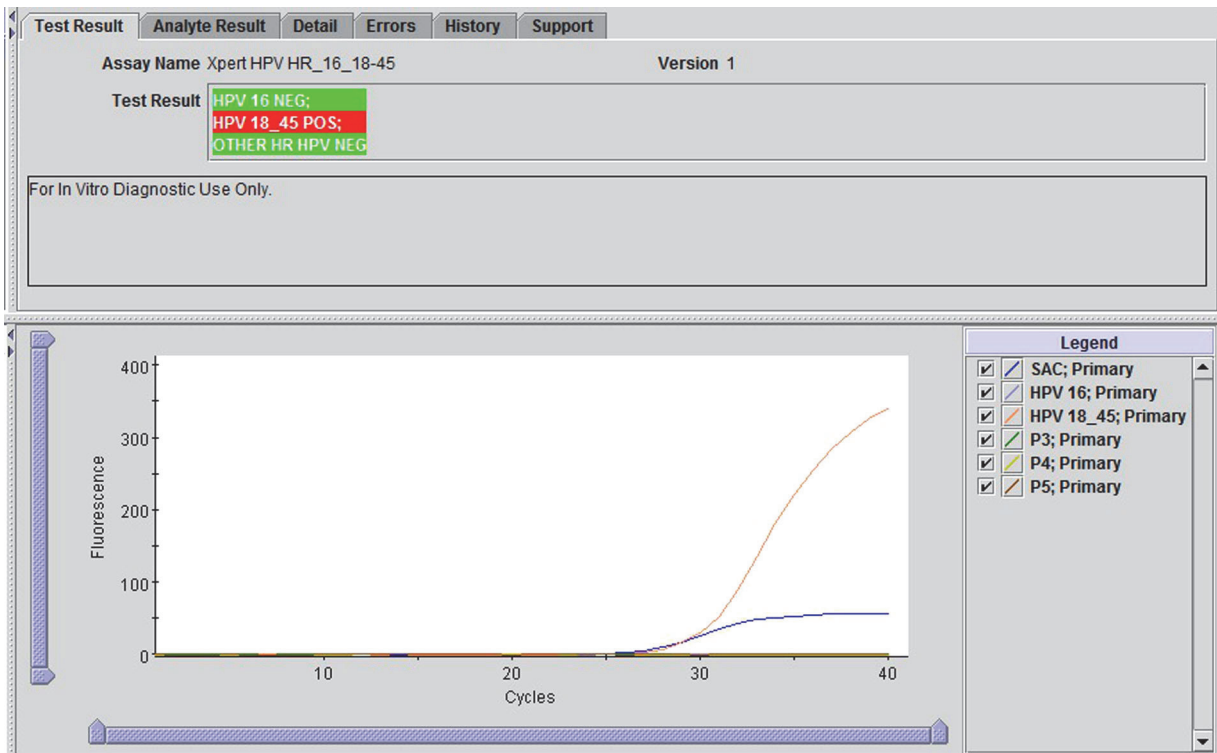 Test Result Analyte Result Detail Errors History Support
Assay Name Xpert HPV HR_16_18-45 Version 1
Test Result HPV 16 NEG;
HPV 18_45 POS;
OTHER HR HPV NEG
For In Vitro Diagnostic Use Only.
400
300
200
100
0
Fluorescence
10 20 30 40
Cycles
Legend
SAC; Primary
HPV 16; Primary
HPV 18_45; Primary
P3; Primary
P4; Primary
P5; Primary